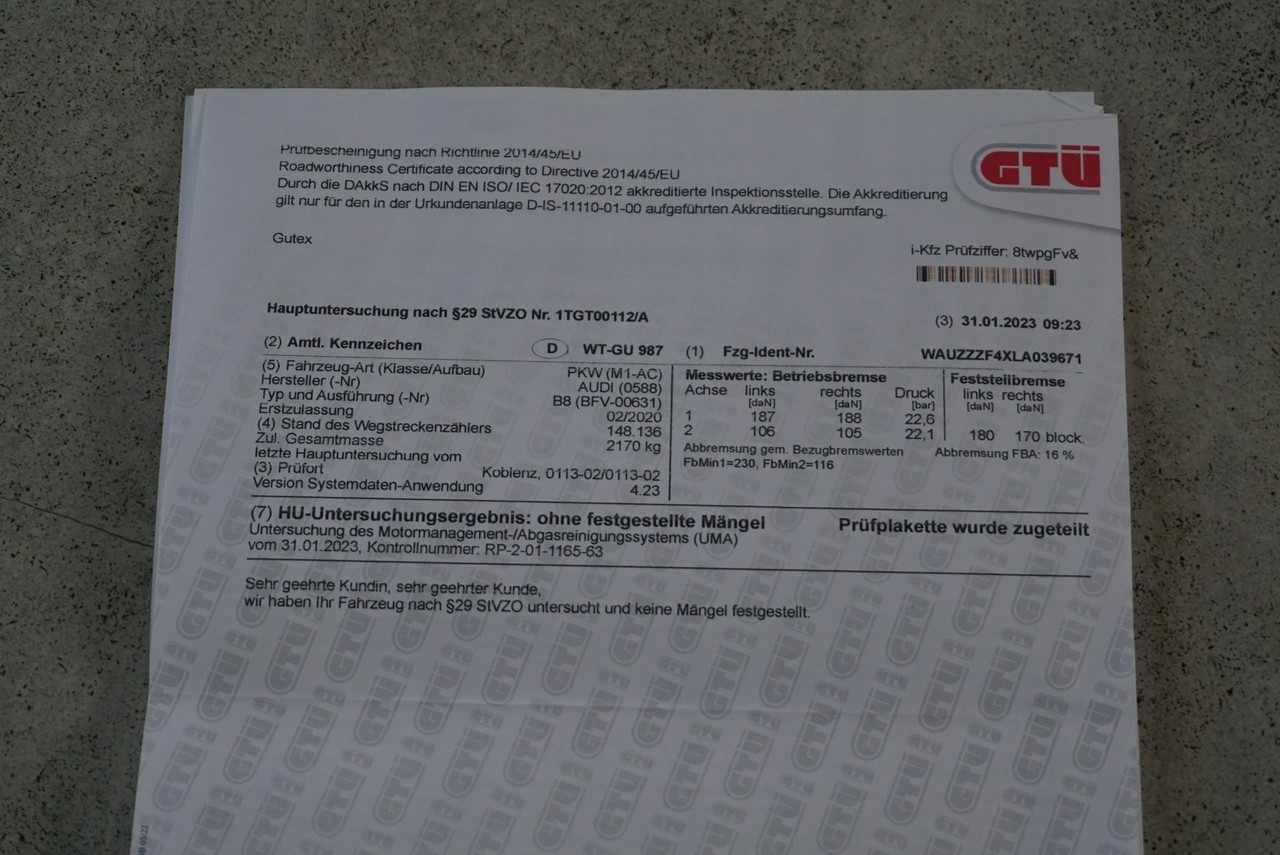 Prüfbescheinigung nach Richtlinie 2014/45/EU
Roadworthiness Certificate according to Directive 2014/45/EU
Durch die DAkkS nach DIN EN ISO/ IEC 17020:2012 akkreditierte Inspektionsstelle. Die Akkreditierung
gilt nur für den in der Urkundenanlage D-IS-11110-01-00 aufgeführten Akkreditierungsumfang.
GTÜ
Gutex
i-Kfz Prüfziffer: 8twpgFv&
Hauptuntersuchung nach §29 StVZO Nr. 1TGT00112/A
(3) 31.01.2023 09:23
(2) Amtl. Kennzeichen D WT-GU 987
(1) Fzg-Ident-Nr. WAUZZZF4XLA039671
(5) Fahrzeug-Art (Klasse/Aufbau) PKW (M1-AC)
Hersteller (-Nr) AUDI (0588)
Typ und Ausführung (-Nr) B8 (BFV-00631)
Erstzulassung 02/2020
(4) Stand des Wegstreckenzählers 148.136
Zul. Gesamtmasse 2170 kg
letzte Hauptuntersuchung vom
(3) Prüfort Koblenz, 0113-02/0113-02
Version Systemdaten-Anwendung 4.23
Messwerte: Betriebsbremse
Achse links rechts Druck
[daN] [daN] [bar]
1 187 188 22,6
2 106 105 22,1
Abbremsung gem. Bezugbremswerten
FbMin1=230, FbMin2=116
Feststellbremse
links rechts
[daN] [daN]
180 170 block.
Abbremsung FBA: 16 %
(7) HU-Untersuchungsergebnis: ohne festgestellte Mängel Prüfplakette wurde zugeteilt
Untersuchung des Motormanagement-/Abgasreinigungssystems (UMA)
vom 31.01.2023, Kontrollnummer: RP-2-01-1165-63
Sehr geehrte Kundin, sehr geehrter Kunde,
wir haben Ihr Fahrzeug nach §29 StVZO untersucht und keine Mängel festgestellt.